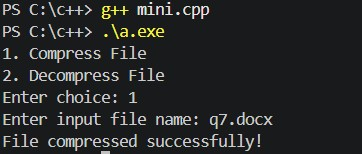 PS C:\c++> g++ mini.cpp
PS C:\c++> .\a.exe
1. Compress File
2. Decompress File
Enter choice: 1
Enter input file name: q7.docx
File compressed successfully!